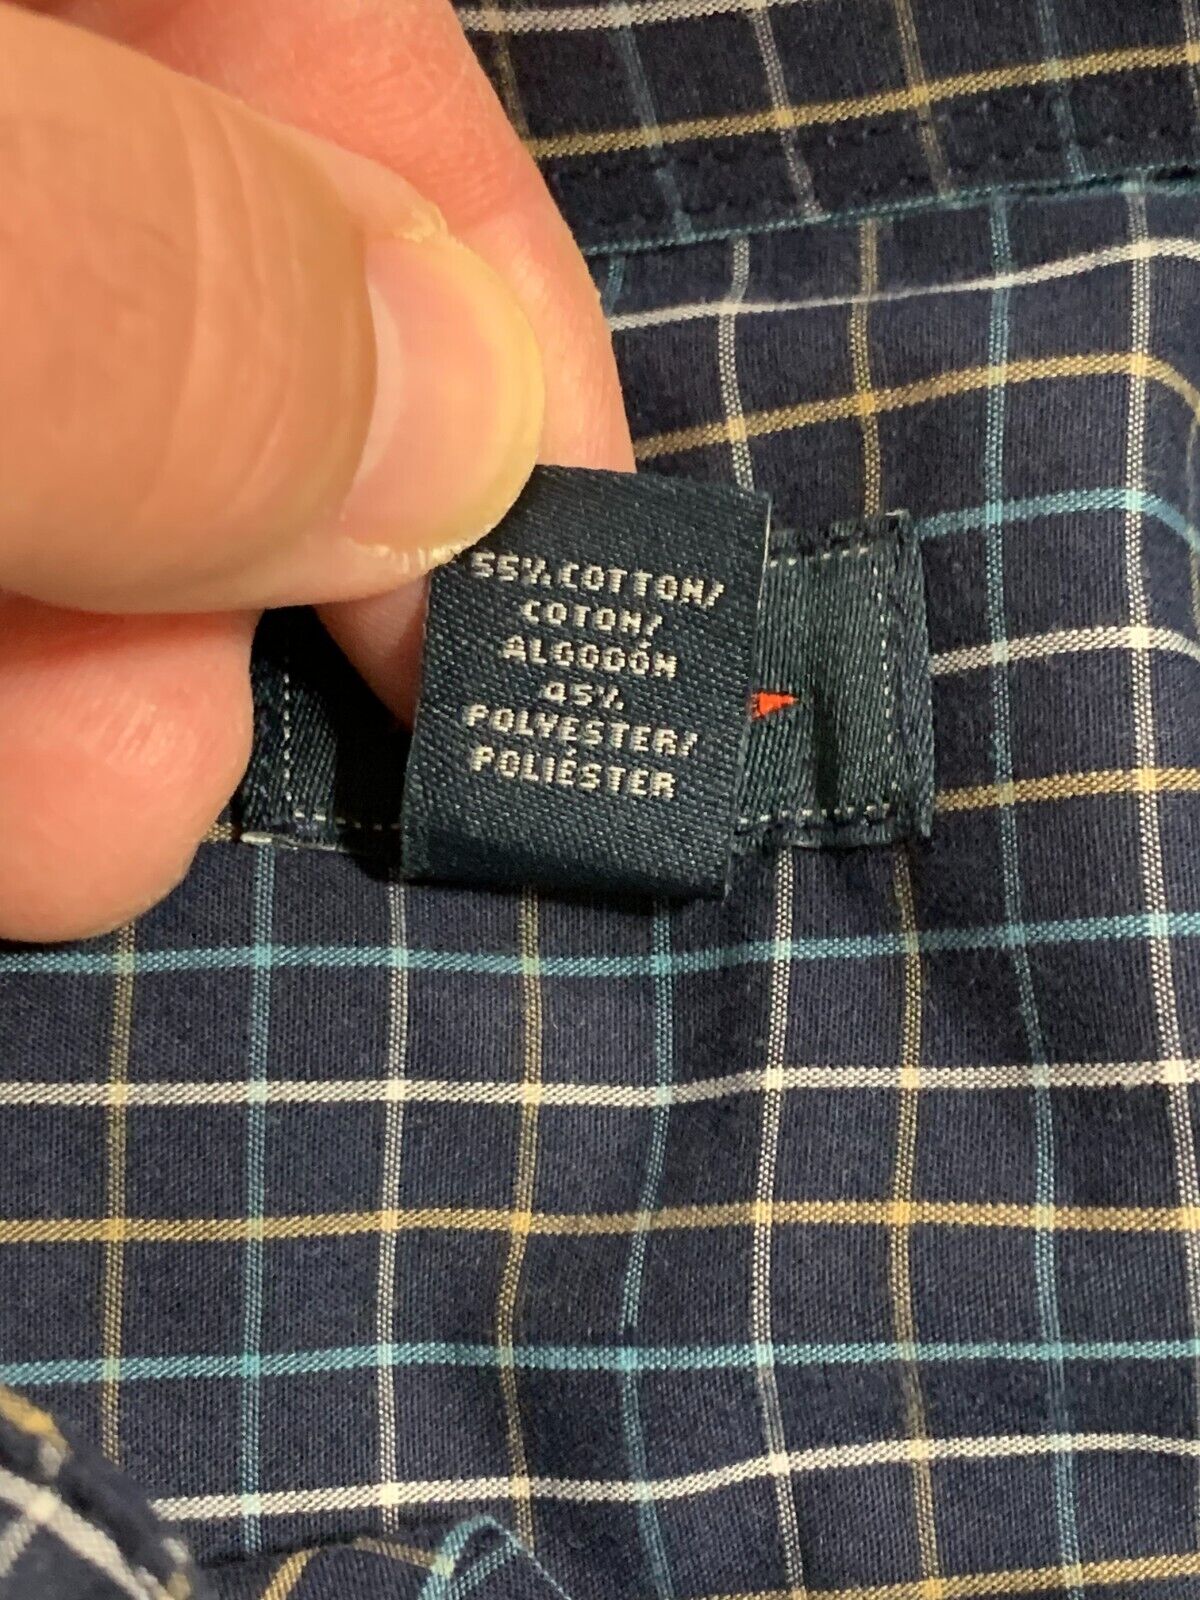 55% COTTON/
COTON/
ALGODÓN
45%
POLYESTER/
POLIÉSTER